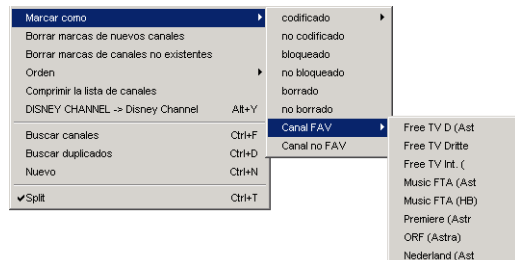 Marcar como
Borrar marcas de nuevos canales
Borrar marcas de canales no existentes
Orden
Comprimir la lista de canales
DISNEY CHANNEL -> Disney Channel Alt+Y
Buscar canales Ctrl+F
Buscar duplicados Ctrl+D
Nuevo Ctrl+N
✔Split Ctrl+T
codificado
no codificado
bloqueado
no bloqueado
borrado
no borrado
Canal FAV
Canal no FAV
Free TV D (Ast
Free TV Dritte
Free TV Int. (
Music FTA (Ast
Music FTA (HB)
Premiere (Astr
ORF (Astra)
Nederland (Ast